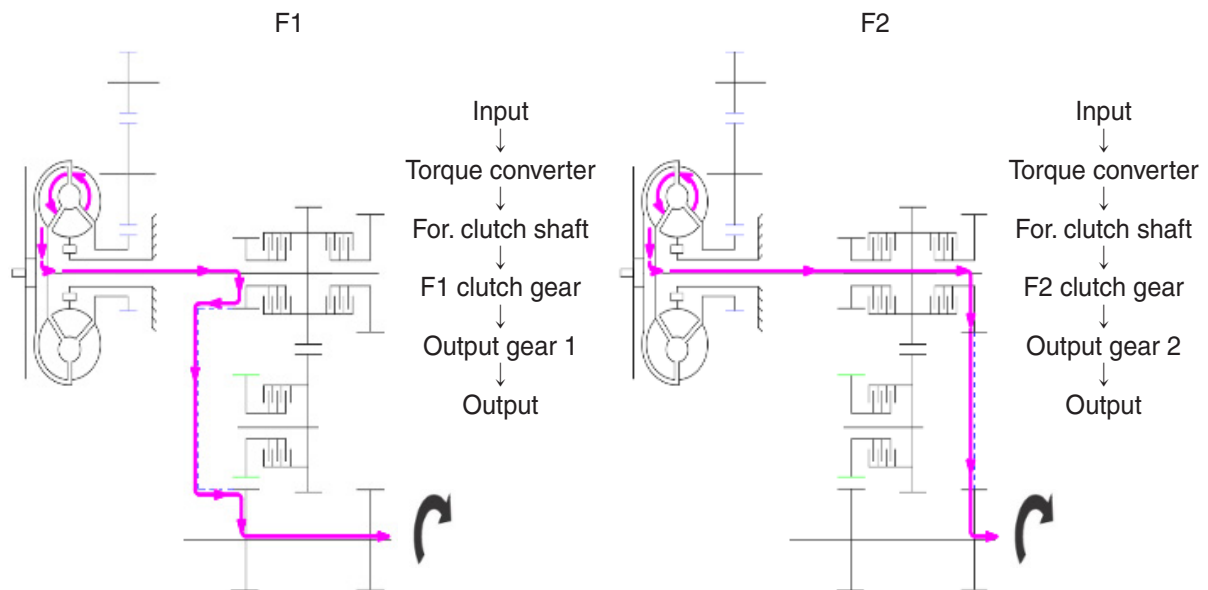 F1
Input
Torque converter
For. clutch shaft
F1 clutch gear
Output gear 1
Output
F2
Input
Torque converter
For. clutch shaft
F2 clutch gear
Output gear 2
Output